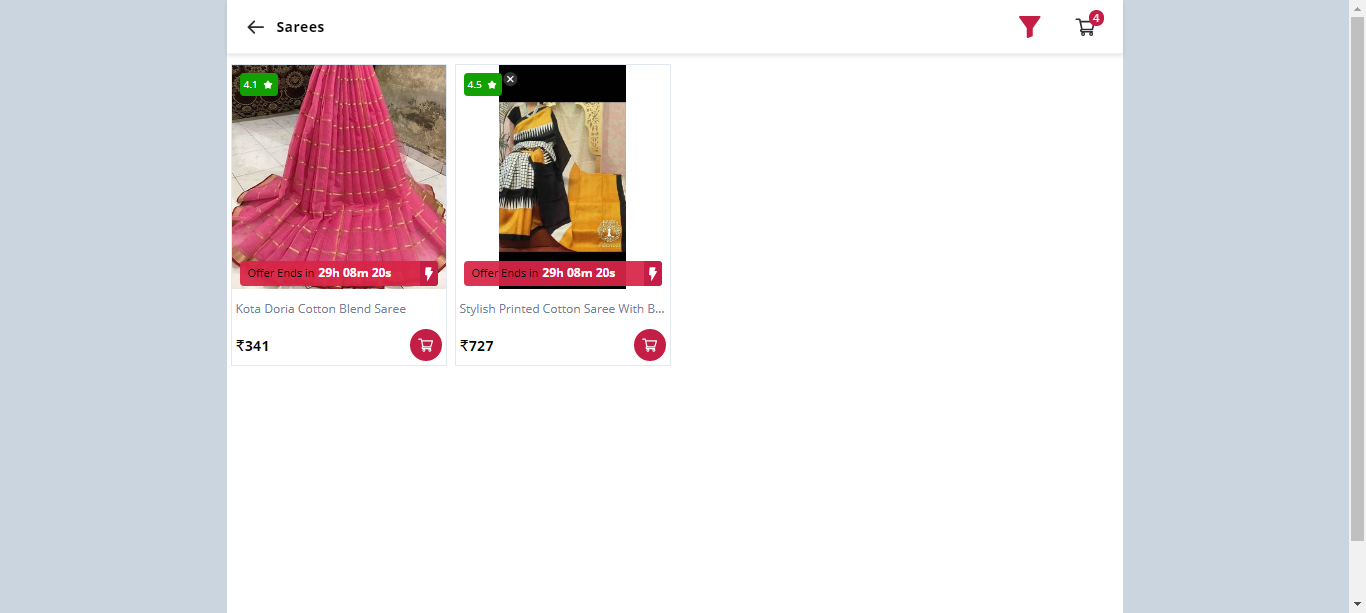 Sarees
4
4.1
4.5
Offer Ends in 29h 08m 20s
Offer Ends in 29h 08m 20s
Kota Doria Cotton Blend Saree
Stylish Printed Cotton Saree With B...
₹341
₹727